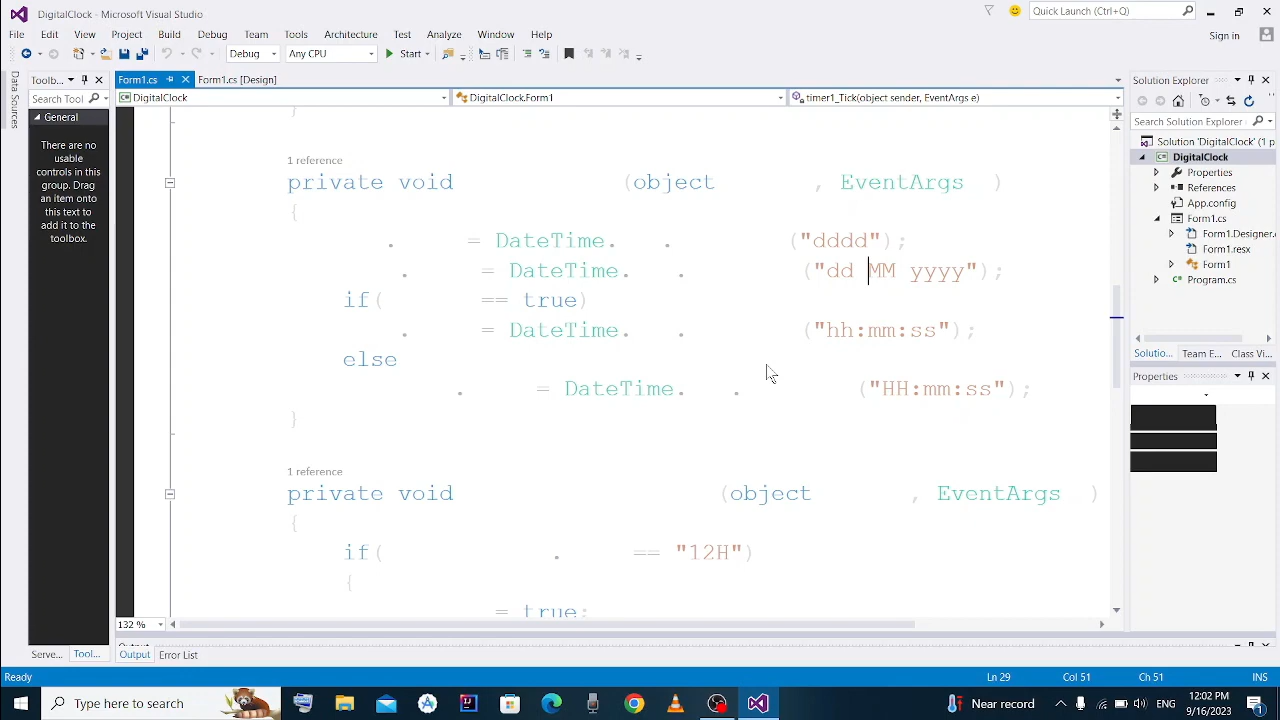 DigitalClock - Microsoft Visual Studio
Quick Launch (Ctrl+Q)
File Edit View Project Build Debug Team Tools Architecture Test Analyze Window Help
Sign in
Debug Any CPU Start
Data Sources
Toolb...
Form1.cs Form1.cs [Design]
Solution Explorer
Search Tool
DigitalClock DigitalClock.Form1 timer1_Tick(object sender, EventArgs e)
General
There are no
usable
controls in this
group. Drag
an item onto
this text to
add it to the
toolbox.
Search Solution Explorer
Solution 'DigitalClock' (1 p
DigitalClock
Properties
References
App.config
Form1.cs
Form1.Designer.
Form1.resx
Form1
Program.cs
}
1 reference
private void (object , EventArgs )
{
. = DateTime. . ("dddd");
. = DateTime. . ("dd MM yyyy");
if( == true)
. = DateTime. . ("hh:mm:ss");
else
. = DateTime. . ("HH:mm:ss");
}
1 reference
private void (object , EventArgs )
{
if( . == "12H")
{
= true;
Solutio... Team E... Class Vi...
Properties
132 %
Serve... Toolb...
Output Error List
Ready Ln 29 Col 51 Ch 51 INS
Type here to search
Near record
ENG
12:02 PM
9/16/2023
1